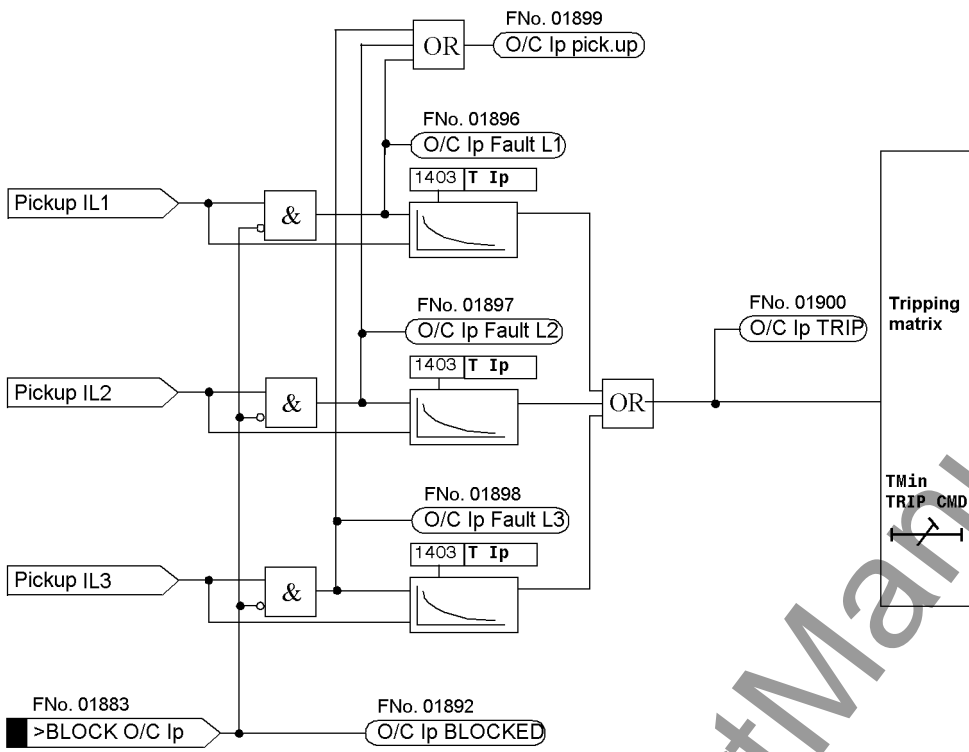 FNo. 01899
OR
O/C Ip pick.up
FNo. 01896
O/C Ip Fault L1
1403 T Ip
Pickup IL1
&
FNo. 01897
O/C Ip Fault L2
1403 T Ip
Pickup IL2
&
FNo. 01898
O/C Ip Fault L3
1403 T Ip
Pickup IL3
&
OR
FNo. 01900
O/C Ip TRIP
Tripping
matrix
TMin
TRIP CMD
FNo. 01883
>BLOCK O/C Ip
FNo. 01892
O/C Ip BLOCKED